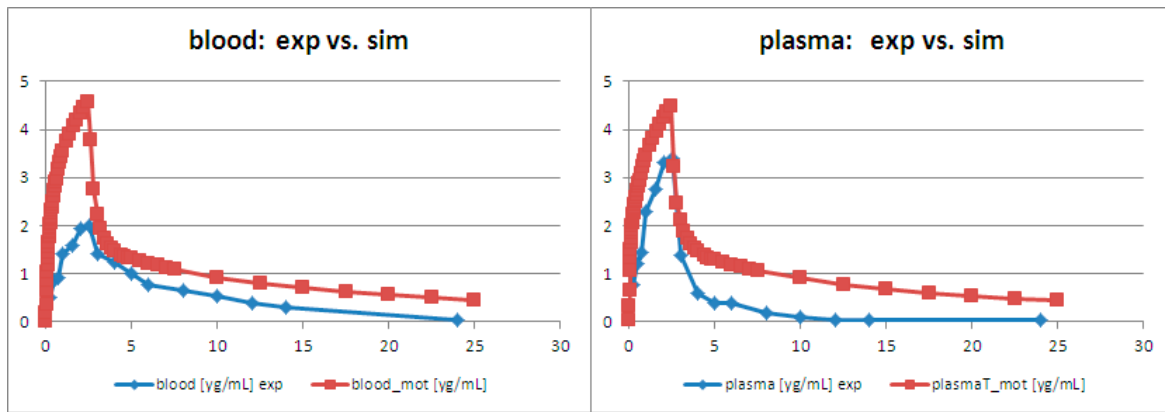 blood: exp vs. sim
5
4
3
2
1
0
0 5 10 15 20 25 30
blood [yg/mL] exp blood_mot [yg/mL]
plasma: exp vs. sim
5
4
3
2
1
0
0 5 10 15 20 25 30
plasma [yg/mL] exp plasmaT_mot [yg/mL]